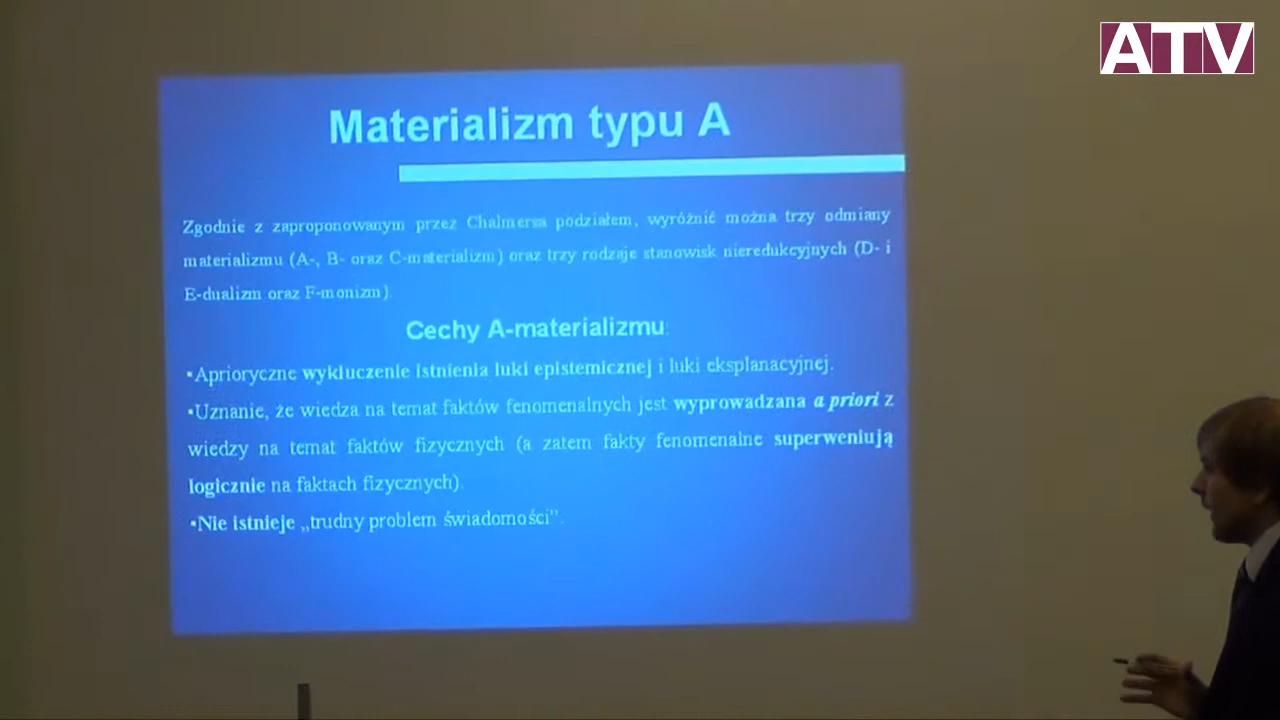 ATV
Materializm typu A
Zgodnie z zaproponowanym przez Chalmersa podziałem, wyróżnić można trzy odmiany
materializmu (A-, B- oraz C-materializm) oraz trzy rodzaje stanowisk nieredukcyjnych (D- i
E-dualizm oraz F-monizm).
Cechy A-materializmu:
▪Aprioryczne wykluczenie istnienia luki epistemicznej i luki eksplanacyjnej.
▪Uznanie, że wiedza na temat faktów fenomenalnych jest wyprowadzana a priori z
wiedzy na temat faktów fizycznych (a zatem fakty fenomenalne superweniują
logicznie na faktach fizycznych).
▪Nie istnieje „trudny problem świadomości”.